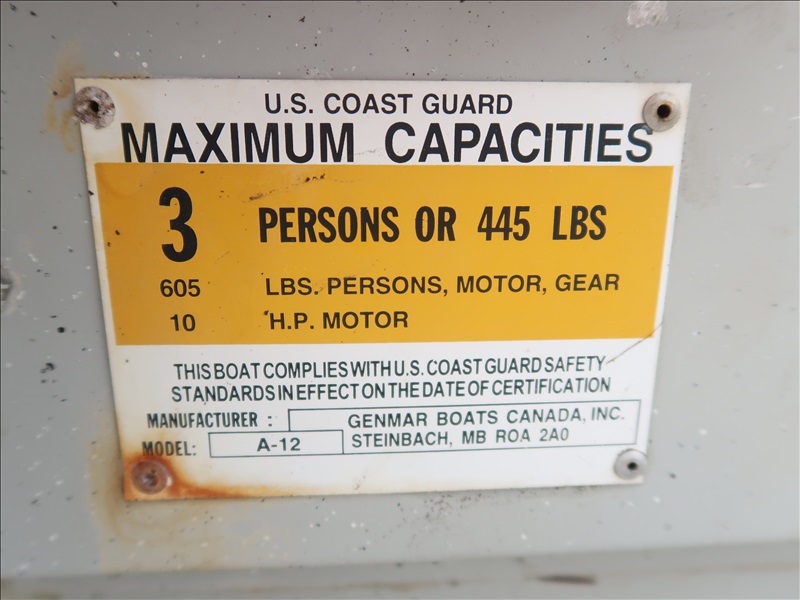 U.S. COAST GUARD
MAXIMUM CAPACITIES
3 PERSONS OR 445 LBS
605 LBS. PERSONS, MOTOR, GEAR
10 H.P. MOTOR
THIS BOAT COMPLIES WITH U.S. COAST GUARD SAFETY
STANDARDS IN EFFECT ON THE DATE OF CERTIFICATION
MANUFACTURER : GENMAR BOATS CANADA, INC.
MODEL: A-12 STEINBACH, MB ROA 2A0